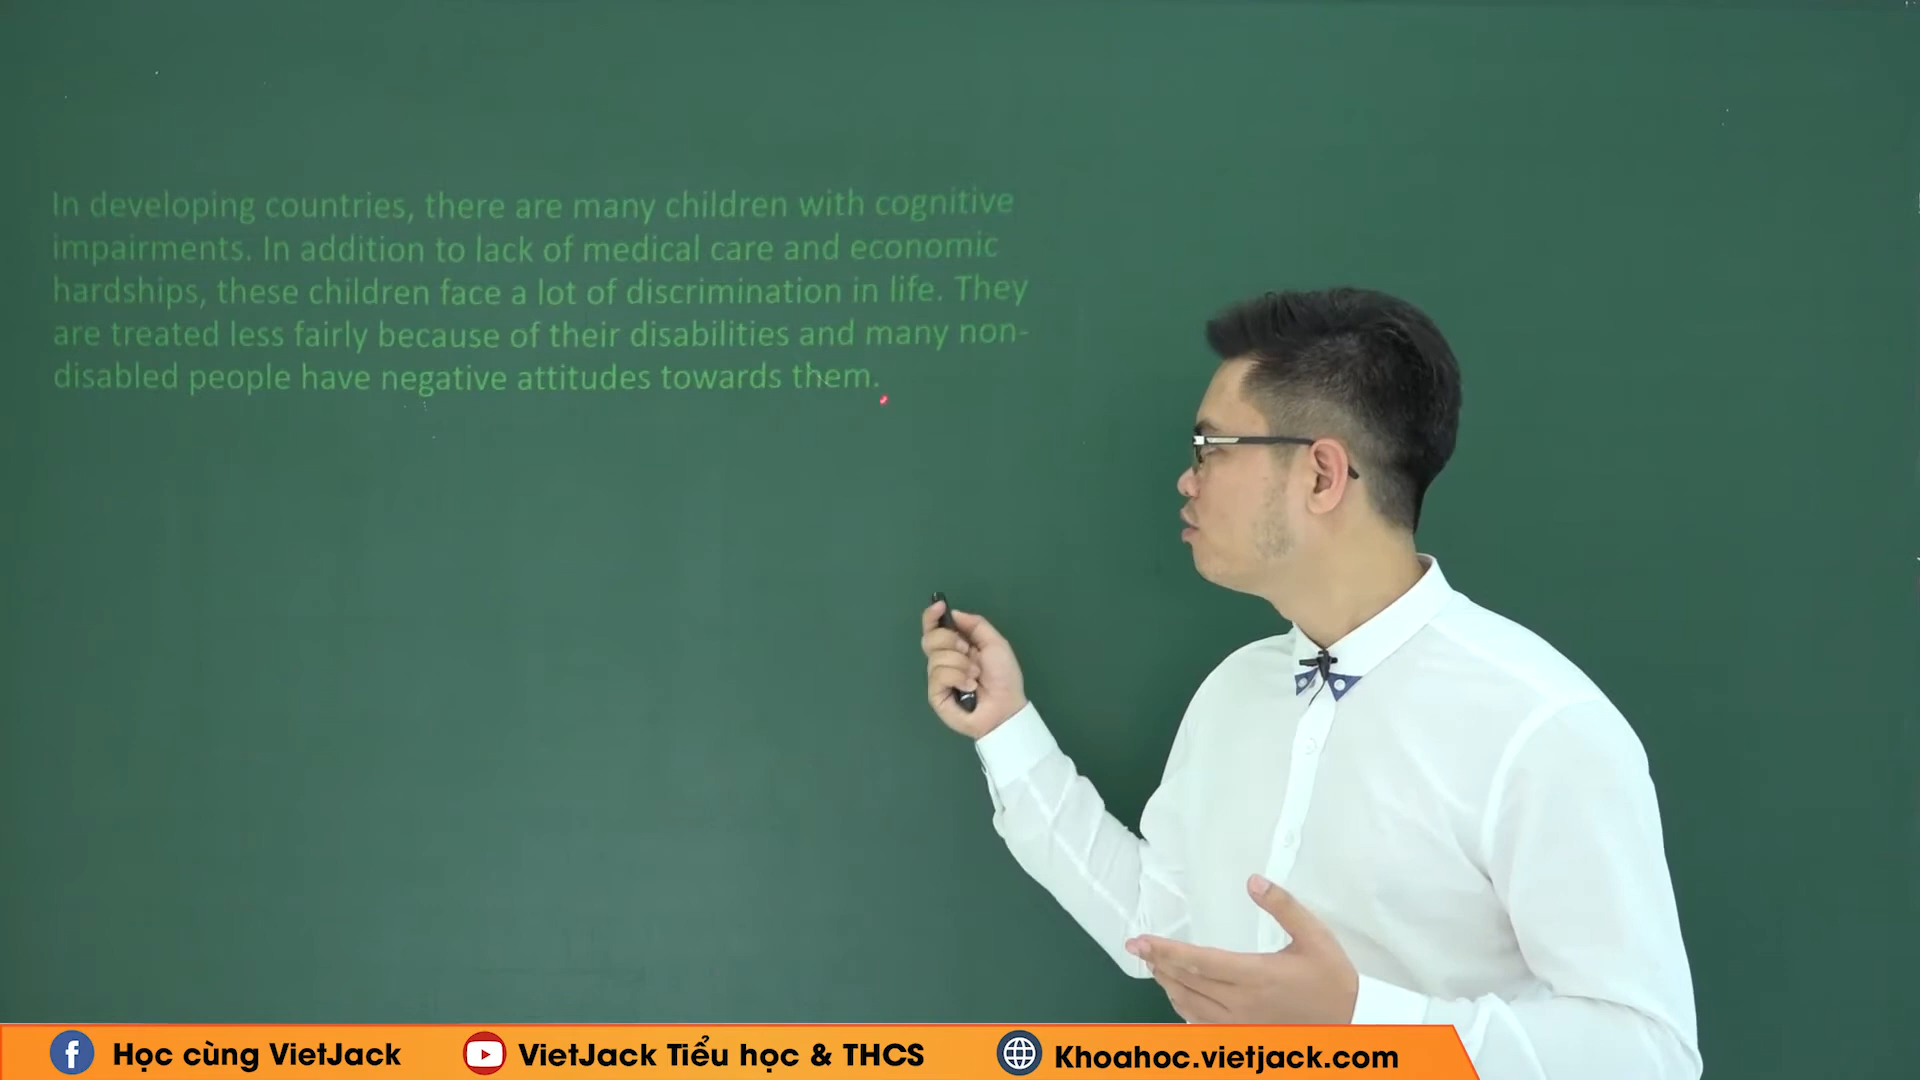 In developing countries, there are many children with cognitive
impairments. In addition to lack of medical care and economic
hardships, these children face a lot of discrimination in life. They
are treated less fairly because of their disabilities and many non-
disabled people have negative attitudes towards them.
Học cùng VietJack
VietJack Tiểu học & THCS
Khoahoc.vietjack.com